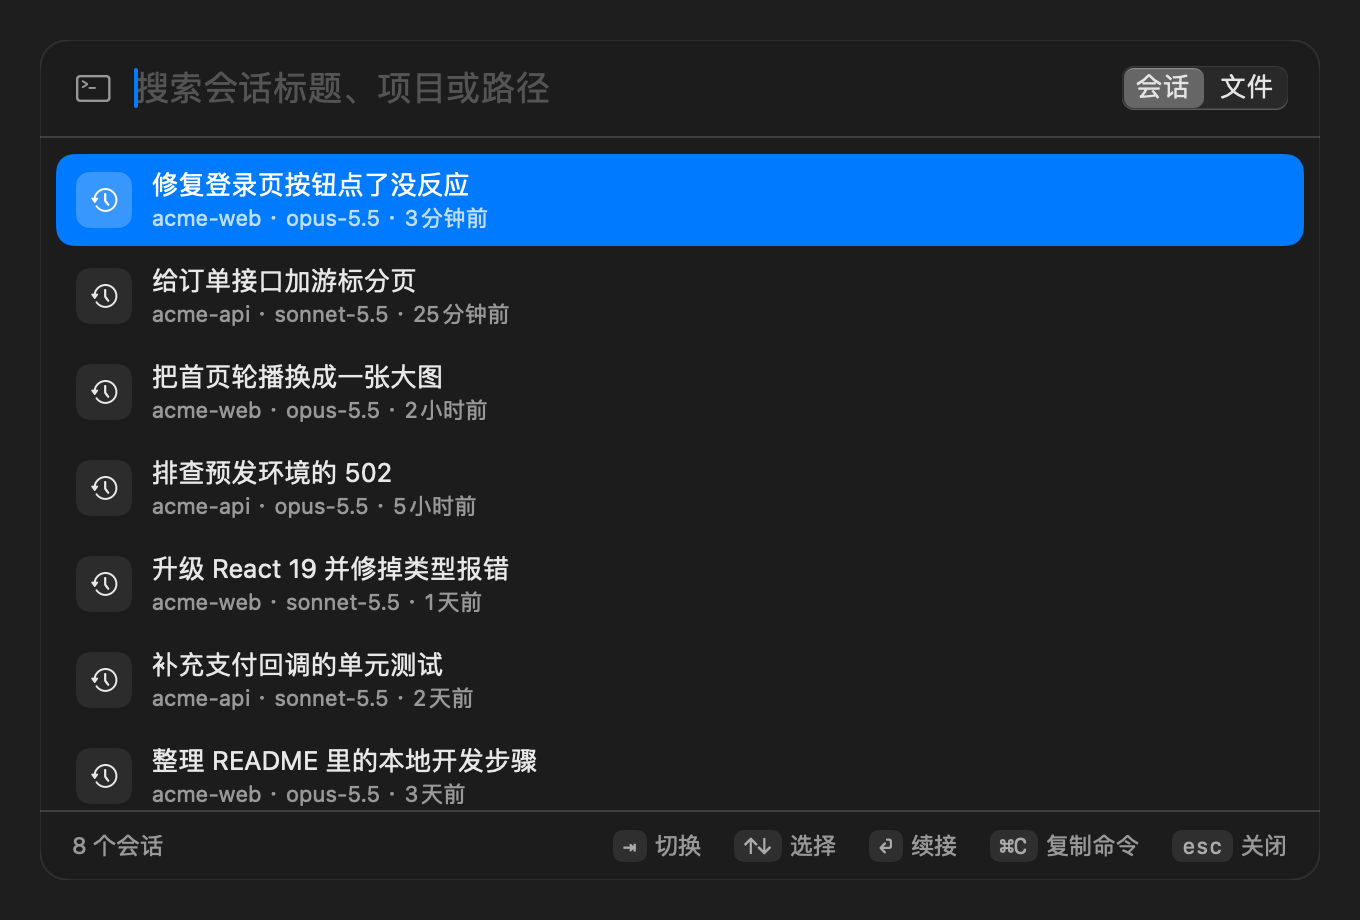 搜索会话标题、项目或路径
会话 文件
修复登录页按钮点了没反应
acme-web · opus-5.5 · 3分钟前
给订单接口加游标分页
acme-api · sonnet-5.5 · 25分钟前
把首页轮播换成一张大图
acme-web · opus-5.5 · 2小时前
排查预发环境的 502
acme-api · opus-5.5 · 5小时前
升级 React 19 并修掉类型报错
acme-web · sonnet-5.5 · 1天前
补充支付回调的单元测试
acme-api · sonnet-5.5 · 2天前
整理 README 里的本地开发步骤
acme-web · opus-5.5 · 3天前
8 个会话 ⇥ 切换 ↑↓ 选择 ↵ 续接 ⌘C 复制命令 esc 关闭